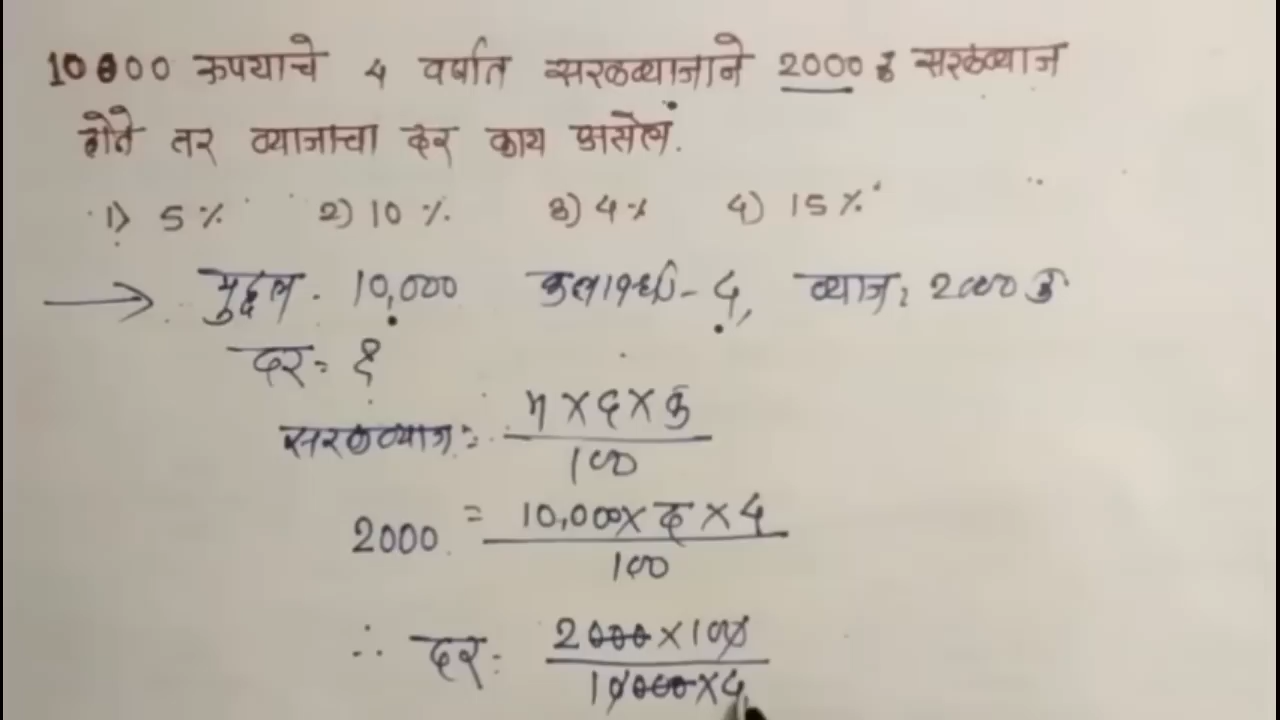 10000 रुपयाचे 4 वर्षात सरळव्याजाने 2000 रु सरळव्याज
होते तर व्याजाचा दर काय असेल.
1) 5% 2) 10 % 3) 4% 4) 15%
→ मुद्दल . 10,000 कुलावधी - 4, व्याज : 2000 रु
दर = ?
सरळव्याज = म × द × क / 100
2000 = 10,000 × द × 4 / 100
∴ दर = 2000 × 100 / 10000 × 4